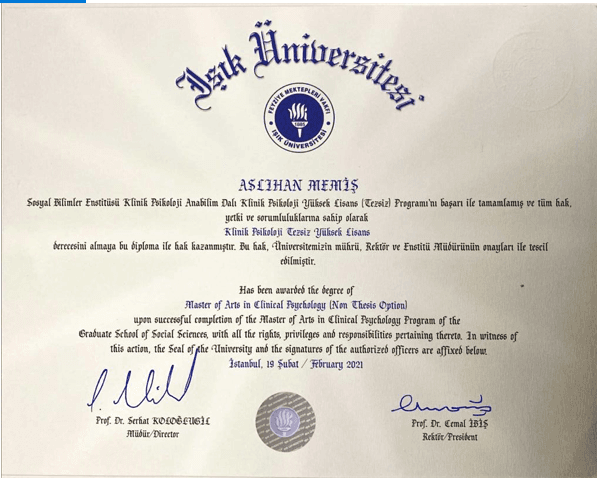 Işık Üniversitesi
FEYZİYE MEKTEPLERİ VAKFI
1885
IŞIK ÜNİVERSİTESİ
ASLIHAN MEMİŞ
Sosyal Bilimler Enstitüsü Klinik Psikoloji Anabilim Dalı Klinik Psikoloji Yüksek Lisans (Tezsiz) Programı'nı başarı ile tamamlamış ve tüm hak,
yetki ve sorumluluklarına sahip olarak
Klinik Psikoloji Tezsiz Yüksek Lisans
derecesini almaya bu diploma ile hak kazanmıştır. Bu hak, Üniversitemizin mührü, Rektör ve Enstitü Müdürünün onayları ile tescil
edilmiştir.
Has been awarded the degree of
Master of Arts in Clinical Psychology (Non Thesis Option)
upon successful completion of the Master of Arts in Clinical Psychology Program of the
Graduate School of Social Sciences, with all the rights, privileges and responsibilities pertaining thereto. In witness of
this action, the Seal of the University and the signatures of the authorized officers are affixed below.
İstanbul, 19 Şubat / February 2021
Prof. Dr. Serhat
Müdür/Director
Prof. Dr. Cemal İBİŞ
Rektör/President